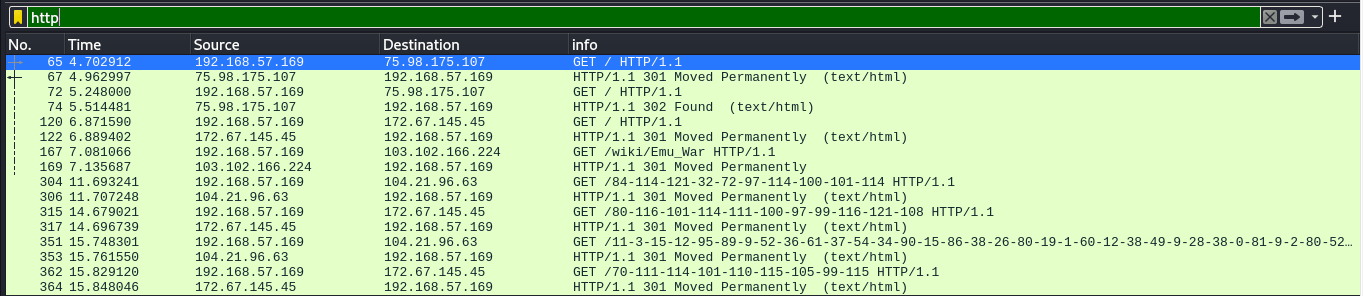 http
No. Time Source Destination info
65 4.702912 192.168.57.169 75.98.175.107 GET / HTTP/1.1
67 4.962997 75.98.175.107 192.168.57.169 HTTP/1.1 301 Moved Permanently (text/html)
72 5.248000 192.168.57.169 75.98.175.107 GET / HTTP/1.1
74 5.514481 75.98.175.107 192.168.57.169 HTTP/1.1 302 Found (text/html)
120 6.871590 192.168.57.169 172.67.145.45 GET / HTTP/1.1
122 6.889402 172.67.145.45 192.168.57.169 HTTP/1.1 301 Moved Permanently (text/html)
167 7.081066 192.168.57.169 103.102.166.224 GET /wiki/Emu_War HTTP/1.1
169 7.135687 103.102.166.224 192.168.57.169 HTTP/1.1 301 Moved Permanently
304 11.693241 192.168.57.169 104.21.96.63 GET /84-114-121-32-72-97-114-100-101-114 HTTP/1.1
306 11.707248 104.21.96.63 192.168.57.169 HTTP/1.1 301 Moved Permanently (text/html)
315 14.679021 192.168.57.169 172.67.145.45 GET /80-116-101-114-111-100-97-99-116-121-108 HTTP/1.1
317 14.696739 172.67.145.45 192.168.57.169 HTTP/1.1 301 Moved Permanently (text/html)
351 15.748301 192.168.57.169 104.21.96.63 GET /11-3-15-12-95-89-9-52-36-61-37-54-34-90-15-86-38-26-80-19-1-60-12-38-49-9-28-38-0-81-9-2-80-52…
353 15.761550 104.21.96.63 192.168.57.169 HTTP/1.1 301 Moved Permanently (text/html)
362 15.829120 192.168.57.169 172.67.145.45 GET /70-111-114-101-110-115-105-99-115 HTTP/1.1
364 15.848046 172.67.145.45 192.168.57.169 HTTP/1.1 301 Moved Permanently (text/html)